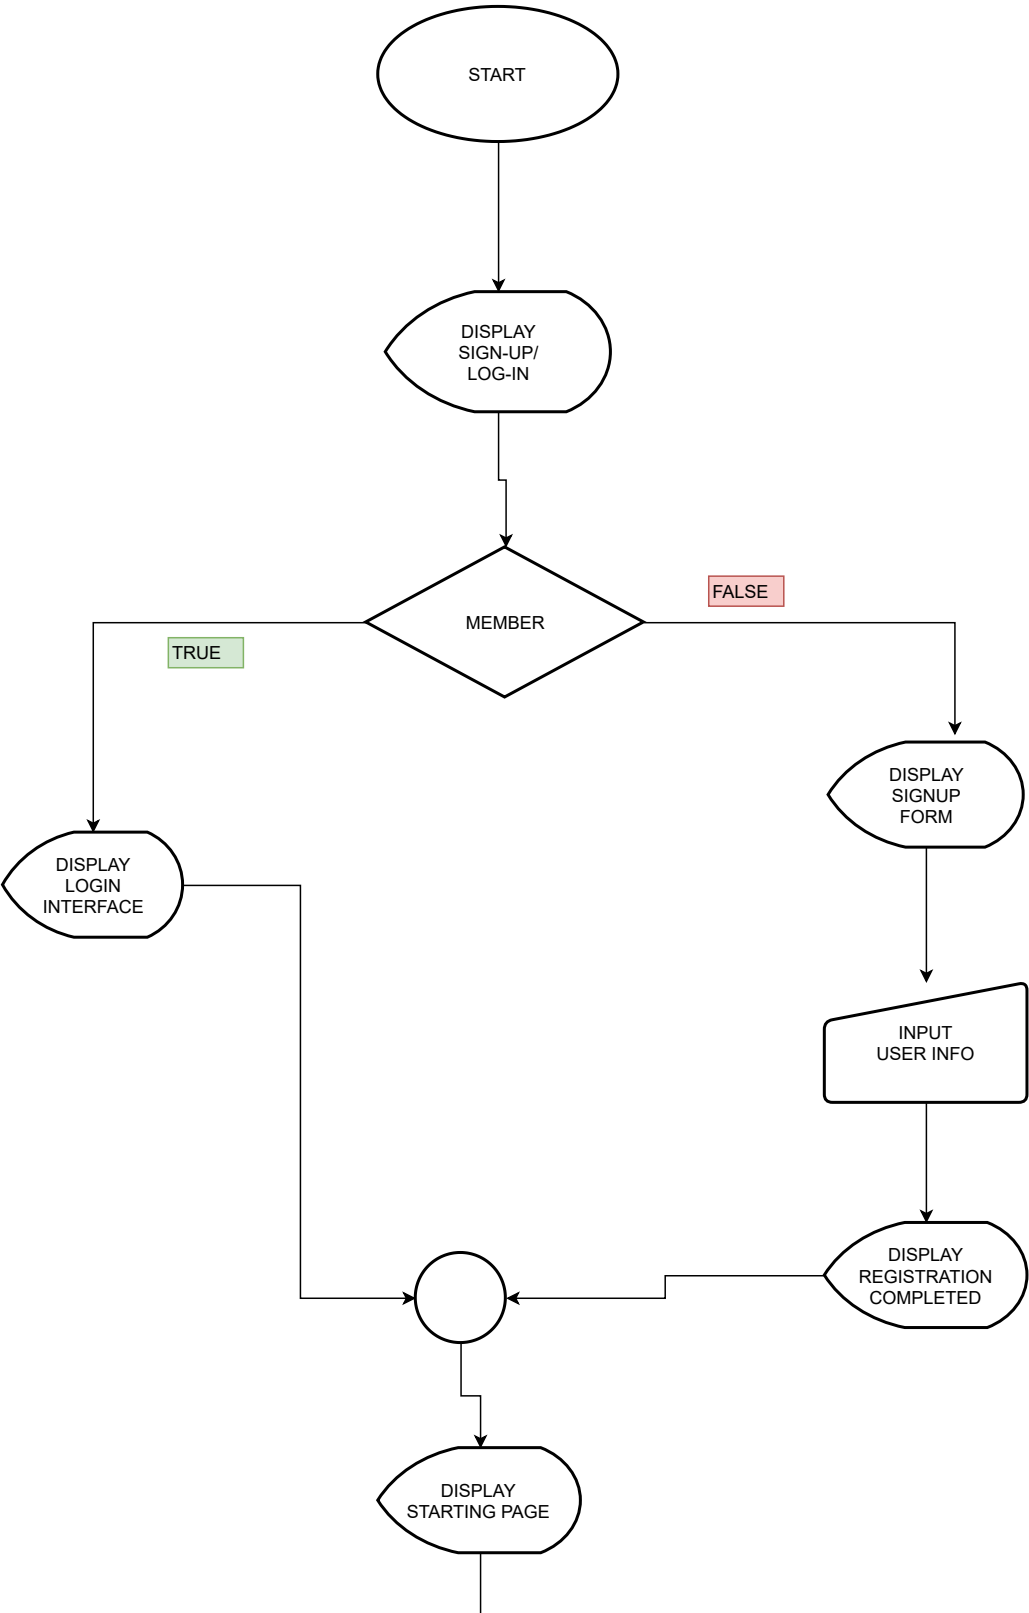 START
DISPLAY
SIGN-UP/
LOG-IN
FALSE
MEMBER
TRUE
DISPLAY
SIGNUP
FORM
DISPLAY
LOGIN
INTERFACE
INPUT
USER INFO
DISPLAY
REGISTRATION
COMPLETED
DISPLAY
STARTING PAGE